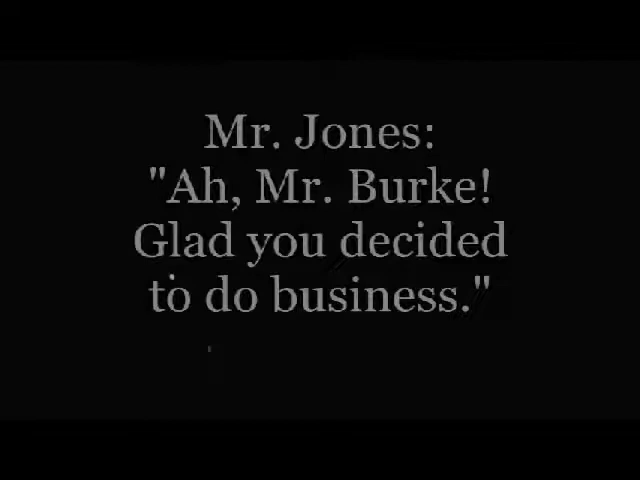 Mr. Jones:
"Ah, Mr. Burke!
Glad you decided
to do business."